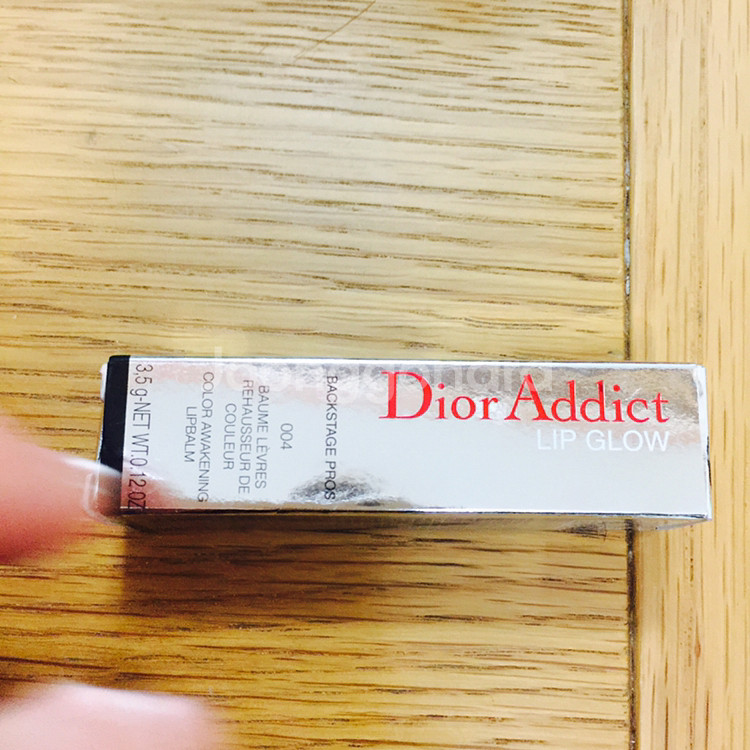 Dior Addict
LIP GLOW
BACKSTAGE PROS
004
BAUME LÈVRES
REHAUSSEUR DE
COULEUR
COLOR AWAKENING
LIPBALM
3,5 g-NET WT.0.12 OZ